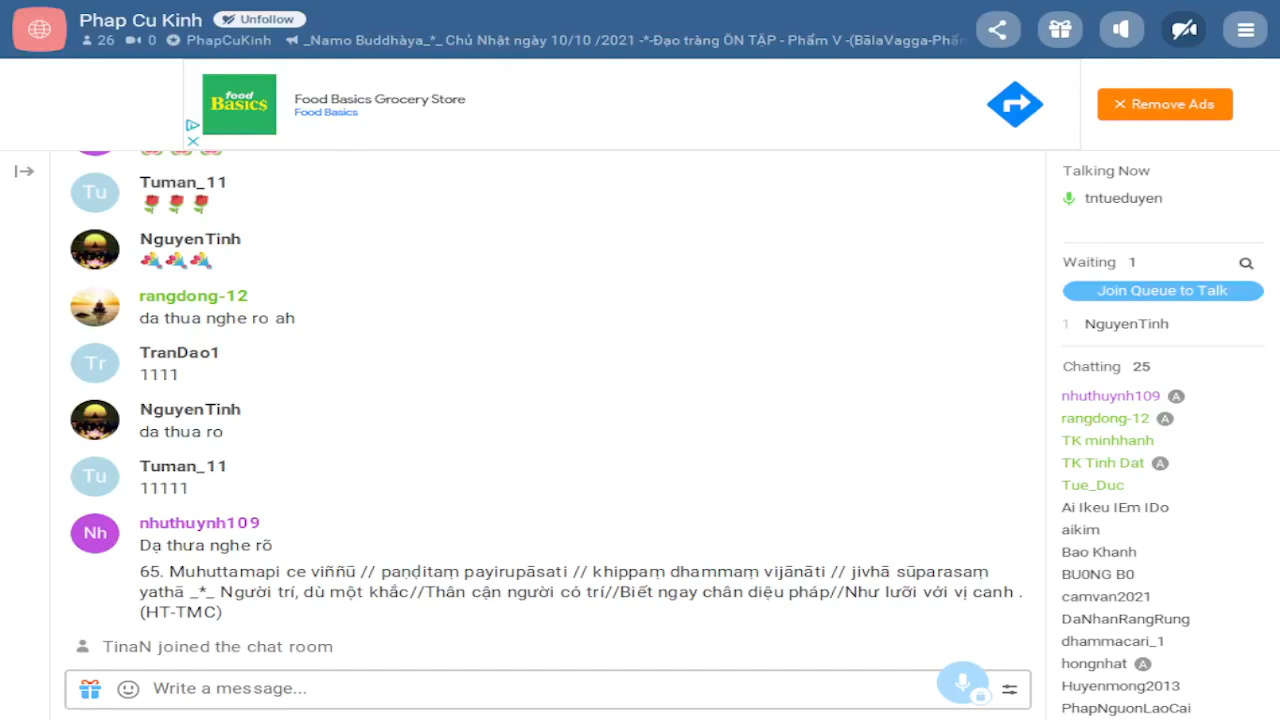 Phap Cu Kinh Unfollow
26 0 PhapCuKinh _Namo Buddhàya_*_ Chủ Nhật ngày 10/10 /2021 -*-Đạo tràng ÔN TẬP - Phẩm V -(BālaVagga-Phẩm
food
Basics
Food Basics Grocery Store
Food Basics
× Remove Ads
Tu
Tuman_11
NguyenTinh
rangdong-12
da thua nghe ro ah
Tr
TranDao1
1111
NguyenTinh
da thua ro
Tu
Tuman_11
11111
Nh
nhuthuynh109
Dạ thưa nghe rõ
65. Muhuttamapi ce viññū // paṇḍitaṃ payirupāsati // khippaṃ dhammaṃ vijānāti // jivhā sūparasaṃ
yathā _*_ Người trí, dù một khắc//Thân cận người có trí//Biết ngay chân diệu pháp//Như lưỡi với vị canh .
(HT-TMC)
TinaN joined the chat room
Write a message...
Talking Now
tntueduyen
Waiting 1
Join Queue to Talk
1 NguyenTinh
Chatting 25
nhuthuynh109 A
rangdong-12 A
TK minhhanh
TK Tinh Dat A
Tue_Duc
Ai Ikeu IEm IDo
aikim
Bao Khanh
BU0NG B0
camvan2021
DaNhanRangRung
dhammacari_1
hongnhat A
Huyenmong2013
PhapNguonLaoCai